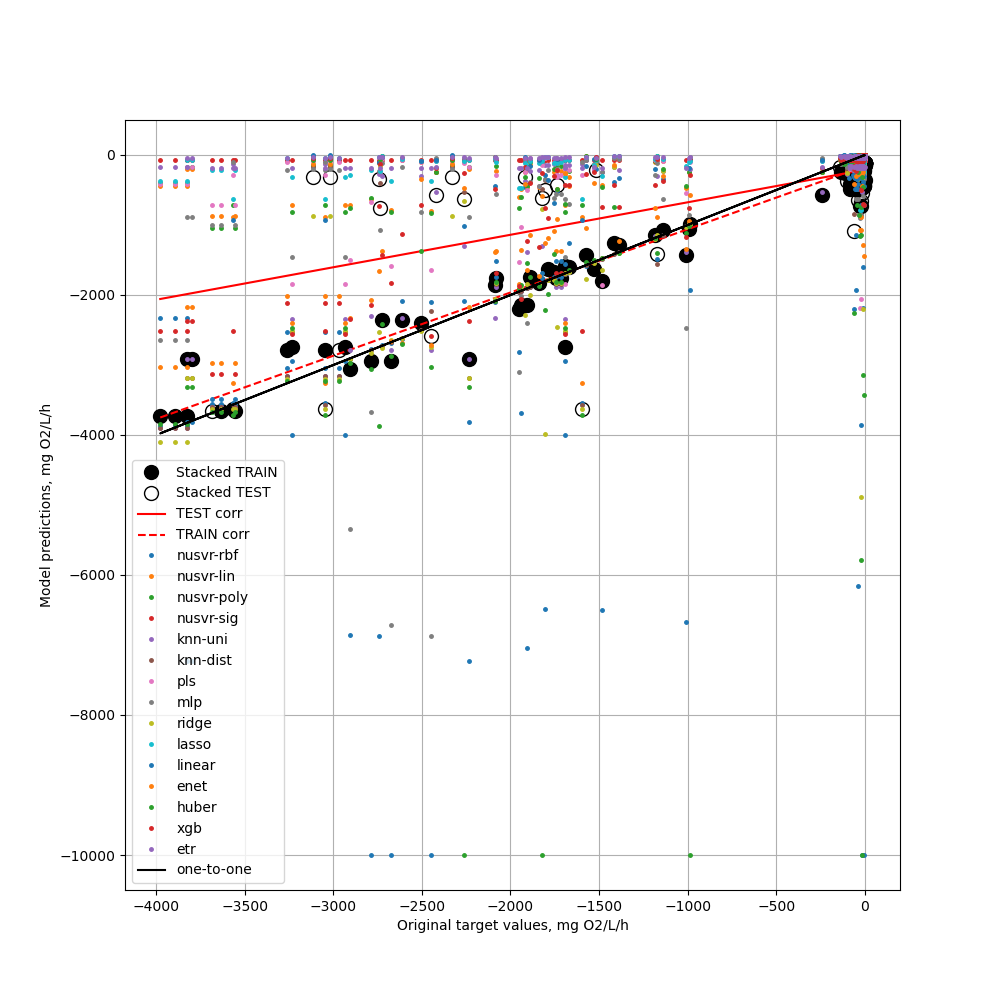 0
−2000
−4000
−6000
−8000
−10000
Model predictions, mg O2/L/h
Stacked TRAIN
Stacked TEST
TEST corr
TRAIN corr
nusvr-rbf
nusvr-lin
nusvr-poly
nusvr-sig
knn-uni
knn-dist
pls
mlp
ridge
lasso
linear
enet
huber
xgb
etr
one-to-one
−4000 −3500 −3000 −2500 −2000 −1500 −1000 −500 0
Original target values, mg O2/L/h